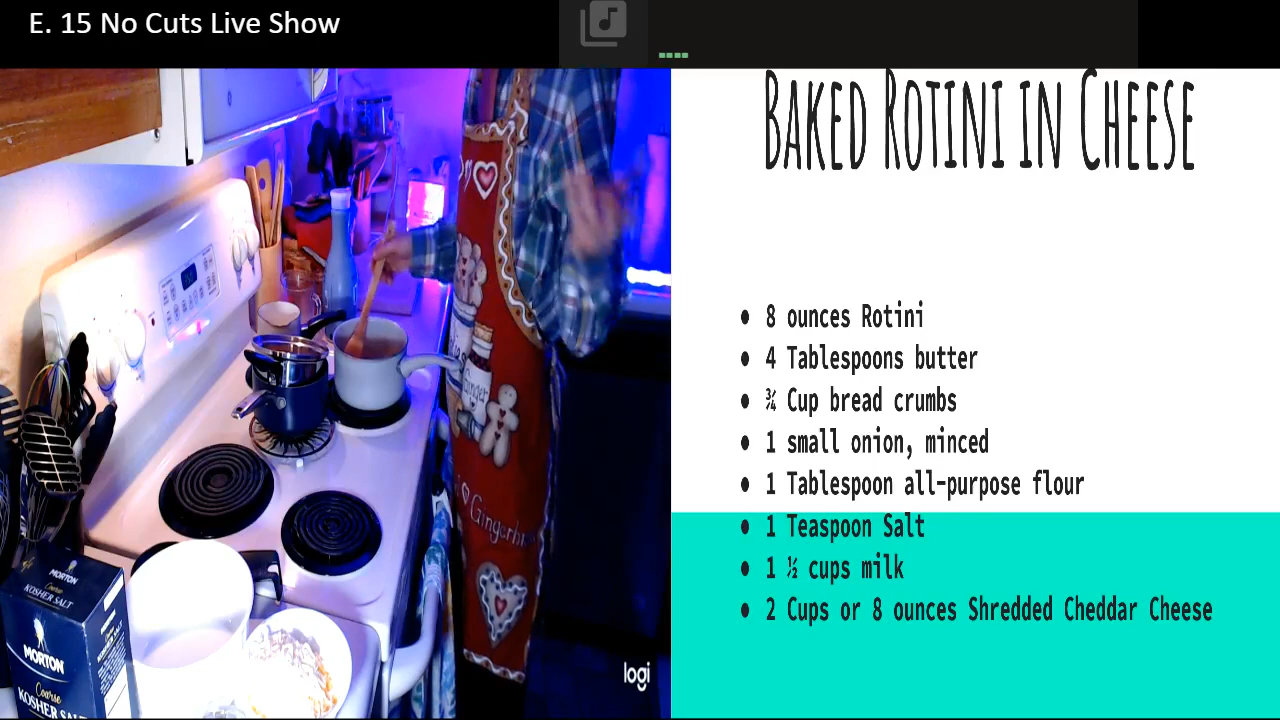 E. 15 No Cuts Live Show
BAKED ROTINI IN CHEESE
• 8 ounces Rotini
• 4 Tablespoons butter
• ¾ Cup bread crumbs
• 1 small onion, minced
• 1 Tablespoon all-purpose flour
• 1 Teaspoon Salt
• 1 ½ cups milk
• 2 Cups or 8 ounces Shredded Cheddar Cheese
Ginger
MORTON
Coarse
KOSHER SALT
MORTON
Coarse
KOSHER SAL
logi